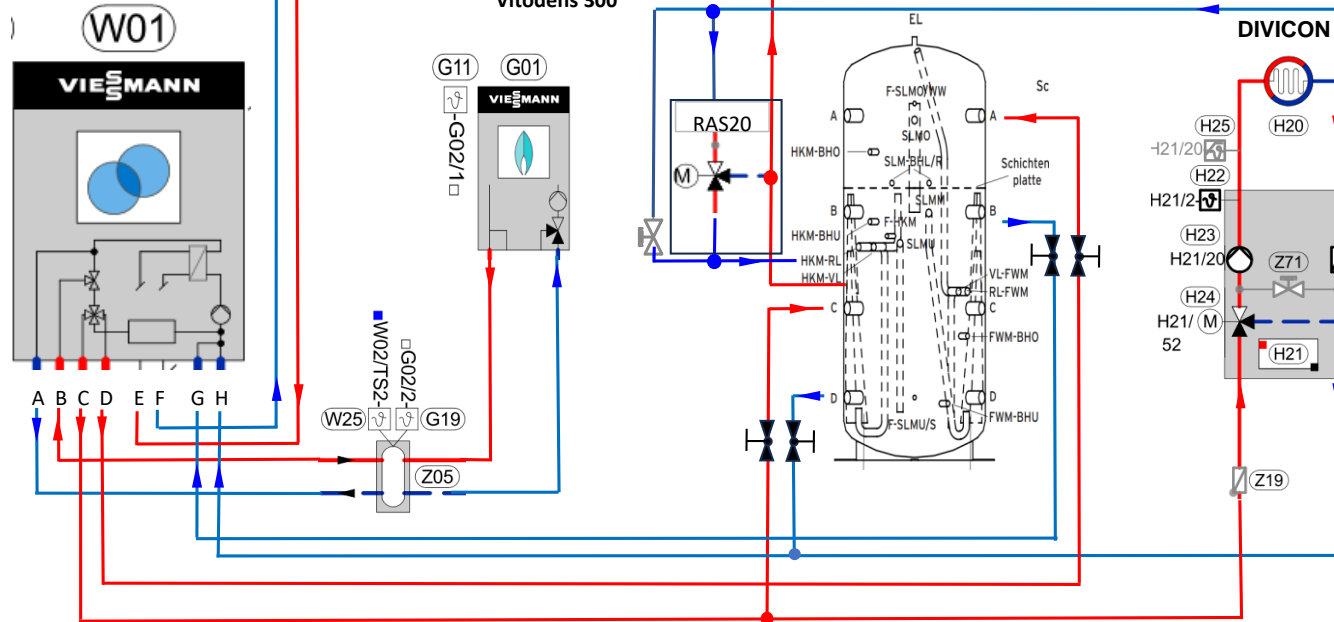 Vitodens 300
)
W01
VIESSMANN
A B C D E F G H
G11
G01
-G02/1□
VIESSMANN
■W02/TS2-
□G02/2-
W25
G19
Z05
RAS20
M
EL
F-SLMO/WW
Sc
A
A
SLMO
HKM-BHO
SLM-BHL/R
Schichten
platte
SLMM
B
B
F-HKM
HKM-BHU
SLMU
HKM-RL
HKM-VL
VL-FWM
RL-FWM
C
C
FWM-BHO
D
D
FWM-BHU
F-SLMU/S
DIVICON
H25
H20
H21/20
H22
H21/2-
H23
H21/20
Z71
H24
H21/
M
52
H21
Z19